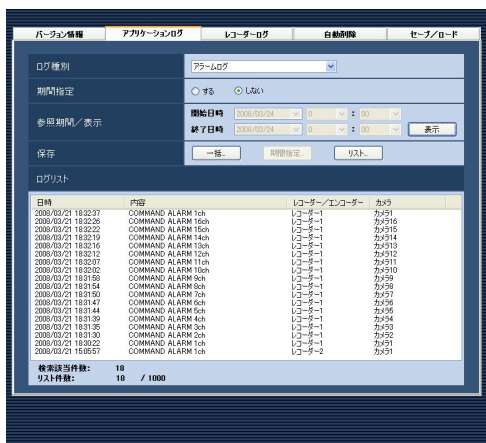 バージョン情報 アプリケーションログ レコーダーログ 自動削除 セーブ/ロード
ログ種別 アラームログ
期間指定 する しない
参照期間/表示 開始日時 2008/03/24 0 : 00
終了日時 2008/03/24 0 : 00 表示
保存 一括... 期間指定... リスト...
ログリスト
日時 内容 レコーダー/エンコーダー カメラ
2008/03/21 18:32:37 COMMAND ALARM 1ch レコーダー1 カメラ1
2008/03/21 18:32:26 COMMAND ALARM 16ch レコーダー1 カメラ16
2008/03/21 18:32:22 COMMAND ALARM 15ch レコーダー1 カメラ15
2008/03/21 18:32:19 COMMAND ALARM 14ch レコーダー1 カメラ14
2008/03/21 18:32:16 COMMAND ALARM 13ch レコーダー1 カメラ13
2008/03/21 18:32:12 COMMAND ALARM 12ch レコーダー1 カメラ12
2008/03/21 18:32:07 COMMAND ALARM 11ch レコーダー1 カメラ11
2008/03/21 18:32:02 COMMAND ALARM 10ch レコーダー1 カメラ10
2008/03/21 18:31:58 COMMAND ALARM 9ch レコーダー1 カメラ9
2008/03/21 18:31:54 COMMAND ALARM 8ch レコーダー1 カメラ8
2008/03/21 18:31:50 COMMAND ALARM 7ch レコーダー1 カメラ7
2008/03/21 18:31:47 COMMAND ALARM 6ch レコーダー1 カメラ6
2008/03/21 18:31:44 COMMAND ALARM 5ch レコーダー1 カメラ5
2008/03/21 18:31:39 COMMAND ALARM 4ch レコーダー1 カメラ4
2008/03/21 18:31:35 COMMAND ALARM 3ch レコーダー1 カメラ3
2008/03/21 18:31:30 COMMAND ALARM 2ch レコーダー1 カメラ2
2008/03/21 18:30:22 COMMAND ALARM 1ch レコーダー1 カメラ1
2008/03/21 15:05:57 COMMAND ALARM 1ch レコーダー2 カメラ1
検索該当件数: 18
リスト件数: 18 / 1000